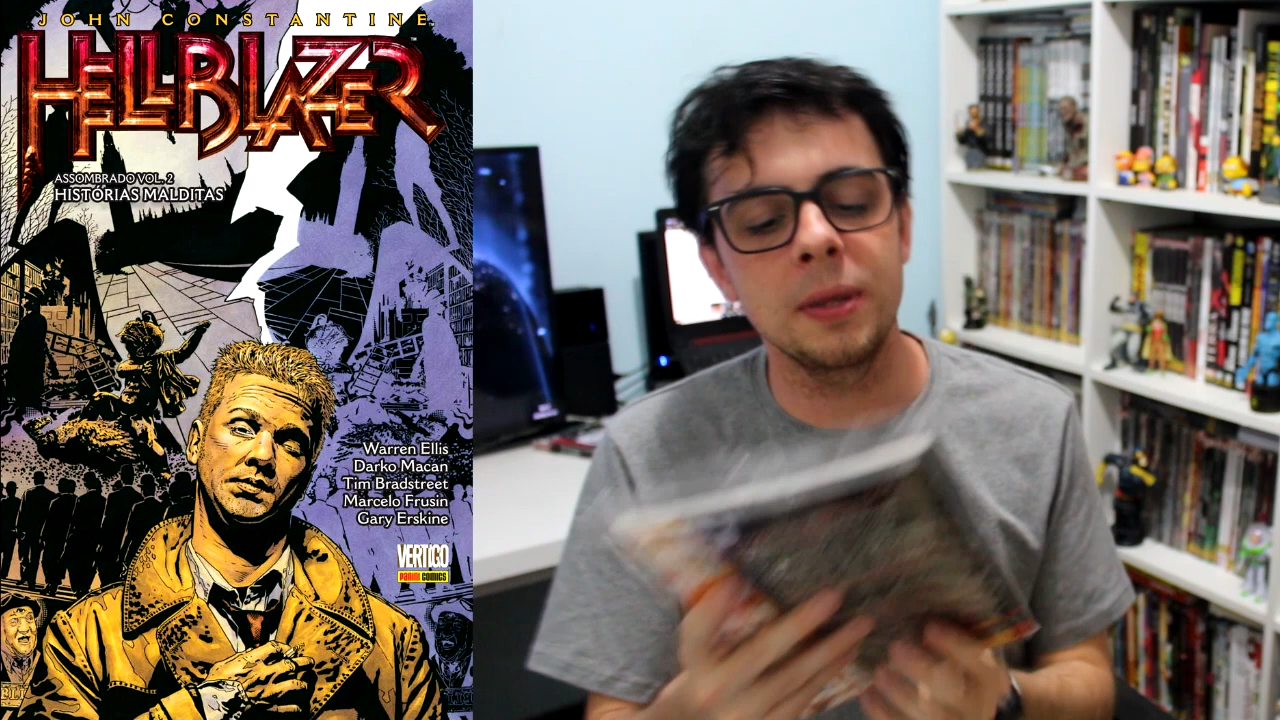 JOHN CONSTANTINE™
HELLBLAZER
ASSOMBRADO VOL. 2
HISTÓRIAS MALDITAS
Warren Ellis
Darko Macan
Tim Bradstreet
Marcelo Frusin
Gary Erskine
VERTIGO
PANINI COMICS